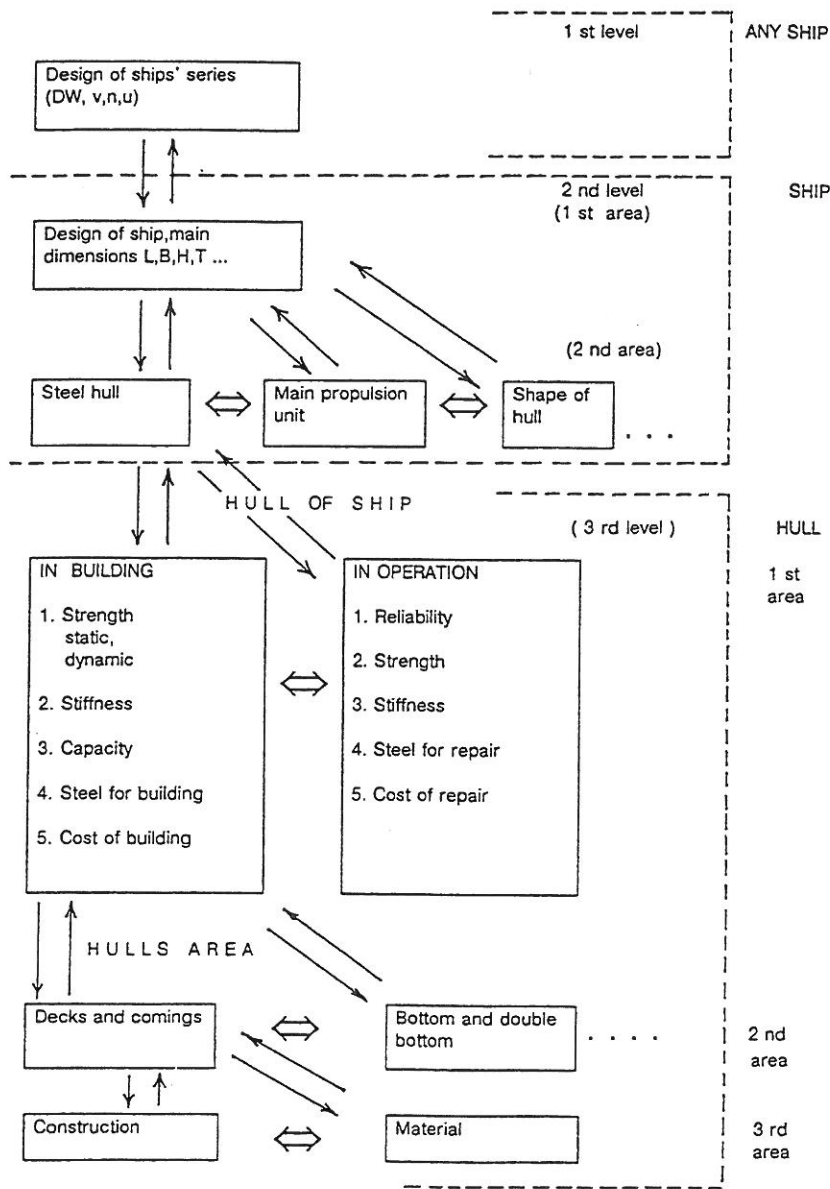 1 st level ANY SHIP
Design of ships' series
(DW, v,n,u)
2 nd level SHIP
(1 st area)
Design of ship,main
dimensions L,B,H,T ...
(2 nd area)
Steel hull
Main propulsion
unit
Shape of
hull
. . .
HULL OF SHIP
( 3 rd level ) HULL
1 st
area
IN BUILDING
1. Strength
static,
dynamic
2. Stiffness
3. Capacity
4. Steel for building
5. Cost of building
IN OPERATION
1. Reliability
2. Strength
3. Stiffness
4. Steel for repair
5. Cost of repair
HULLS AREA
Decks and comings
Bottom and double
bottom
. . . .
2 nd
area
Construction
Material
3 rd
area